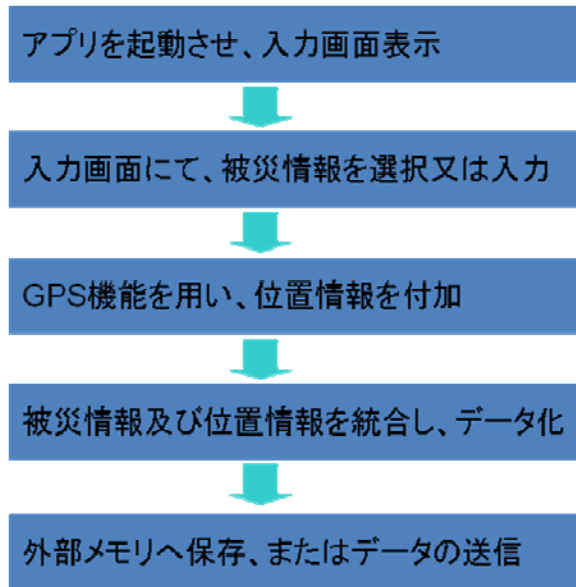 アプリを起動させ、入力画面表示
入力画面にて、被災情報を選択又は入力
GPS機能を用い、位置情報を付加
被災情報及び位置情報を統合し、データ化
外部メモリへ保存、またはデータの送信